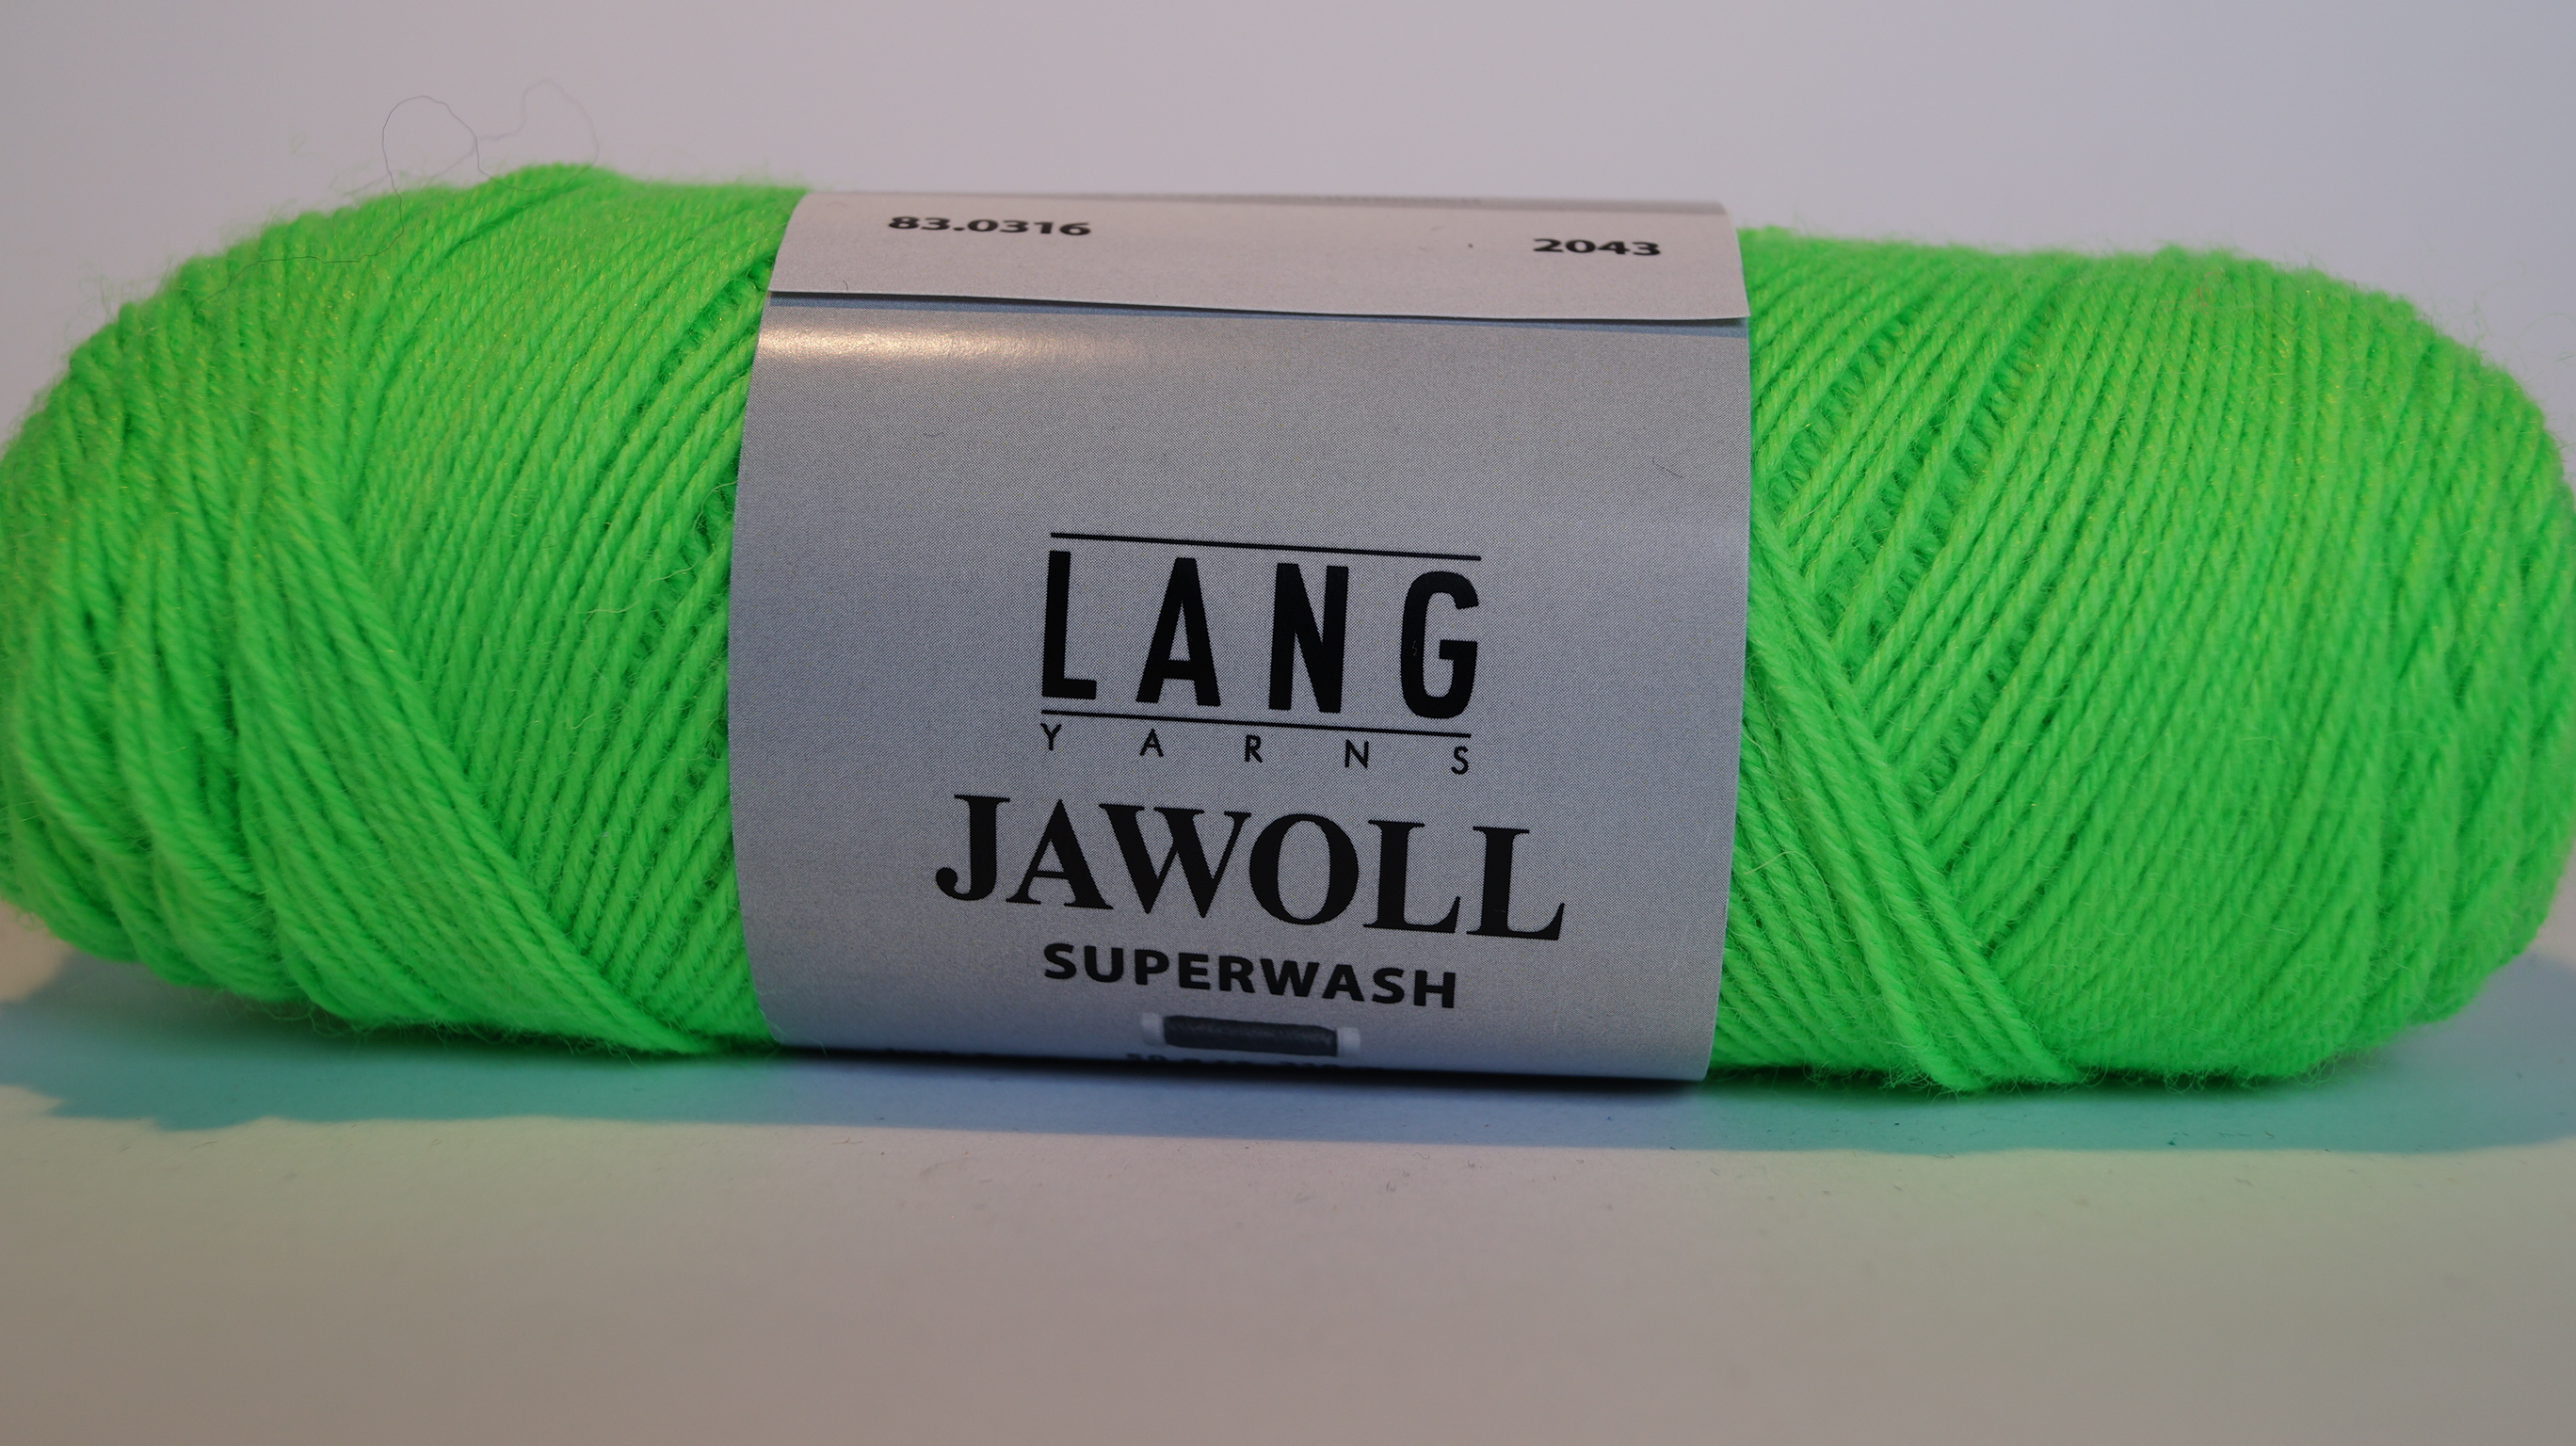 83.0316 2043
LANG
YARNS
JAWOLL
SUPERWASH